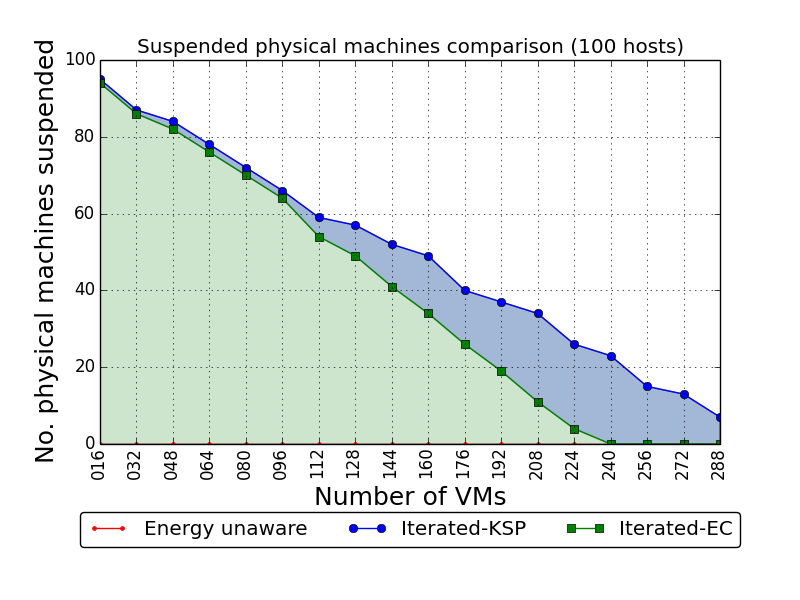 Suspended physical machines comparison (100 hosts)
No. physical machines suspended
100
80
60
40
20
0
016 032 048 064 080 096 112 128 144 160 176 192 208 224 240 256 272 288
Number of VMs
Energy unaware Iterated-KSP Iterated-EC